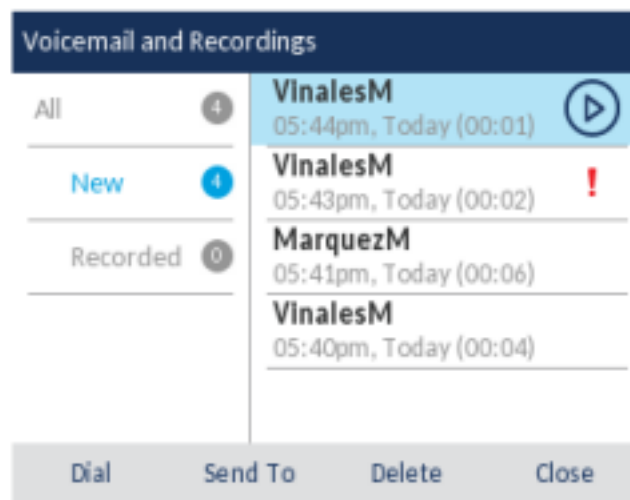 Voicemail and Recordings
All 4
New 4
Recorded 0
VinalesM
05:44pm, Today (00:01)
VinalesM
05:43pm, Today (00:02)
!
MarquezM
05:41pm, Today (00:06)
VinalesM
05:40pm, Today (00:04)
Dial Send To Delete Close